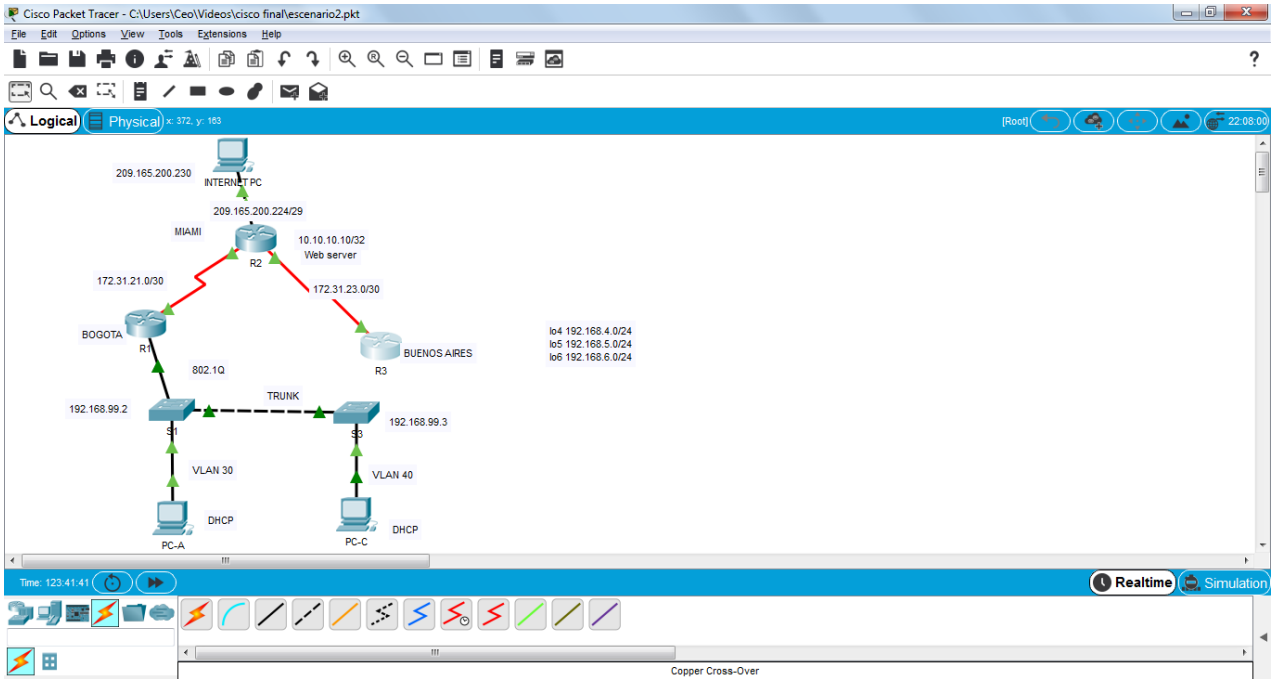 Cisco Packet Tracer - C:\Users\Ceo\Videos\cisco final\escenario2.pkt
File Edit Options View Tools Extensions Help
?
Logical Physical x: 372, y: 163 [Root] 22:08:00
209.165.200.230
INTERNET PC
209.165.200.224/29
MIAMI
10.10.10.10/32
Web server
R2
172.31.21.0/30
172.31.23.0/30
BOGOTA
R1
lo4 192.168.4.0/24
lo5 192.168.5.0/24
lo6 192.168.6.0/24
BUENOS AIRES
R3
802.1Q
TRUNK
192.168.99.2
192.168.99.3
S1
S3
VLAN 30
VLAN 40
DHCP
DHCP
PC-A
PC-C
Time: 123:41:41 Realtime Simulation
Copper Cross-Over